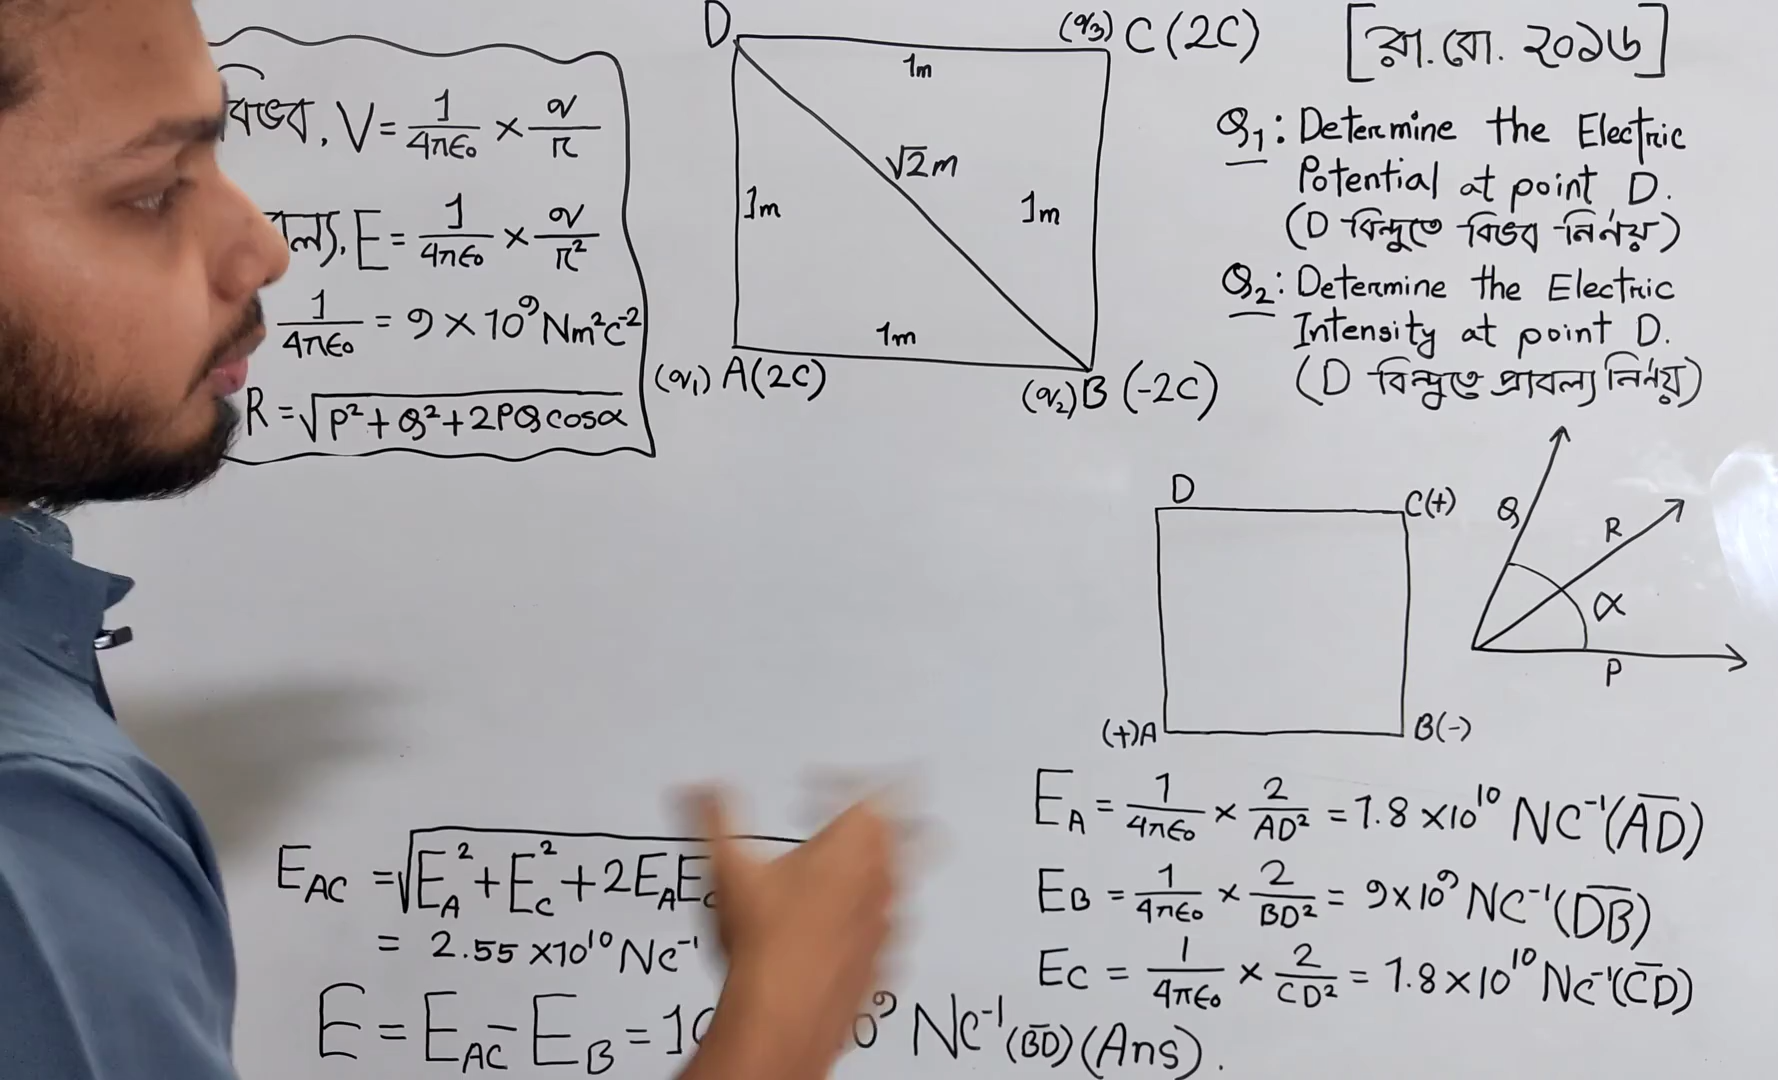 বিভব, V = 1/4πϵ₀ × q/r
E = 1/4πϵ₀ × q/r²
1/4πϵ₀ = 9 × 10⁹ Nm²C⁻²
R = √P² + Q² + 2PQ cosα
D
(q₃) C (2C)
1m
√2 m
1m
1m
1m
(q₁) A (2C)
(q₂) B (-2C)
[রা. বো. ২০১৬]
Q₁: Determine the Electric
Potential at point D.
(D বিন্দুতে বিভব নির্ণয়)
Q₂: Determine the Electric
Intensity at point D.
(D বিন্দুতে প্রাবল্য নির্ণয়)
D
C(+)
(+)A
B(-)
Q
R
α
P
E_A = 1/4πϵ₀ × 2/AD² = 1.8 × 10¹⁰ NC⁻¹ (AD)
E_B = 1/4πϵ₀ × 2/BD² = 9 × 10⁹ NC⁻¹ (DB)
E_C = 1/4πϵ₀ × 2/CD² = 1.8 × 10¹⁰ NC⁻¹ (CD)
E_AC = √E_A² + E_C² + 2E_A E_C
= 2.55 × 10¹⁰ NC⁻¹
E = E_AC - E_B = 10⁹ NC⁻¹ (BD) (Ans).